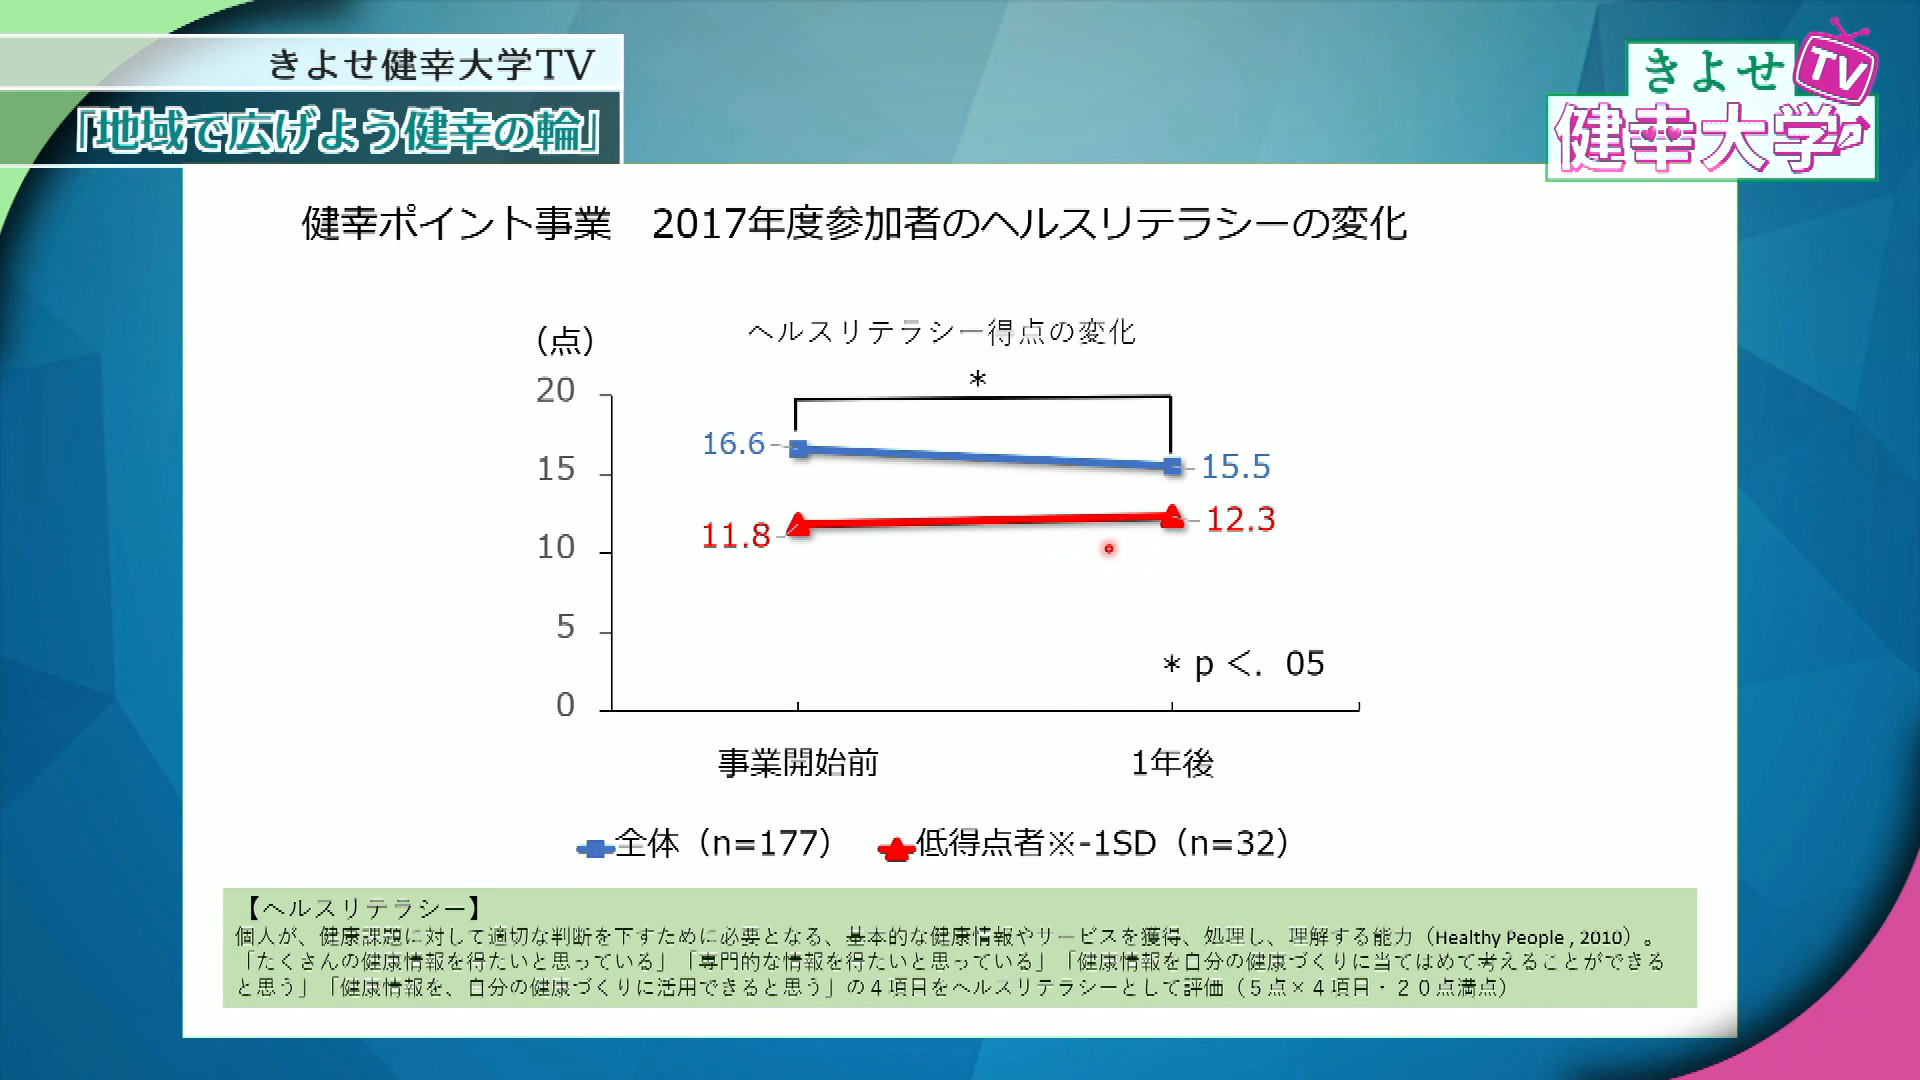 きよせ健幸大学TV
「地域で広げよう健幸の輪」
きよせ
TV
健幸大学
健幸ポイント事業　2017年度参加者のヘルスリテラシーの変化
（点）
ヘルスリテラシー得点の変化
*
20
15
10
5
0
16.6
15.5
11.8
12.3
* p ＜. 05
事業開始前
1年後
全体（n=177）
低得点者※-1SD（n=32）
【ヘルスリテラシー】
個人が、健康課題に対して適切な判断を下すために必要となる、基本的な健康情報やサービスを獲得、処理し、理解する能力（Healthy People , 2010）。
「たくさんの健康情報を得たいと思っている」「専門的な情報を得たいと思っている」「健康情報を自分の健康づくりに当てはめて考えることができる
と思う」「健康情報を、自分の健康づくりに活用できると思う」の４項目をヘルスリテラシーとして評価（５点×４項目・２０点満点）